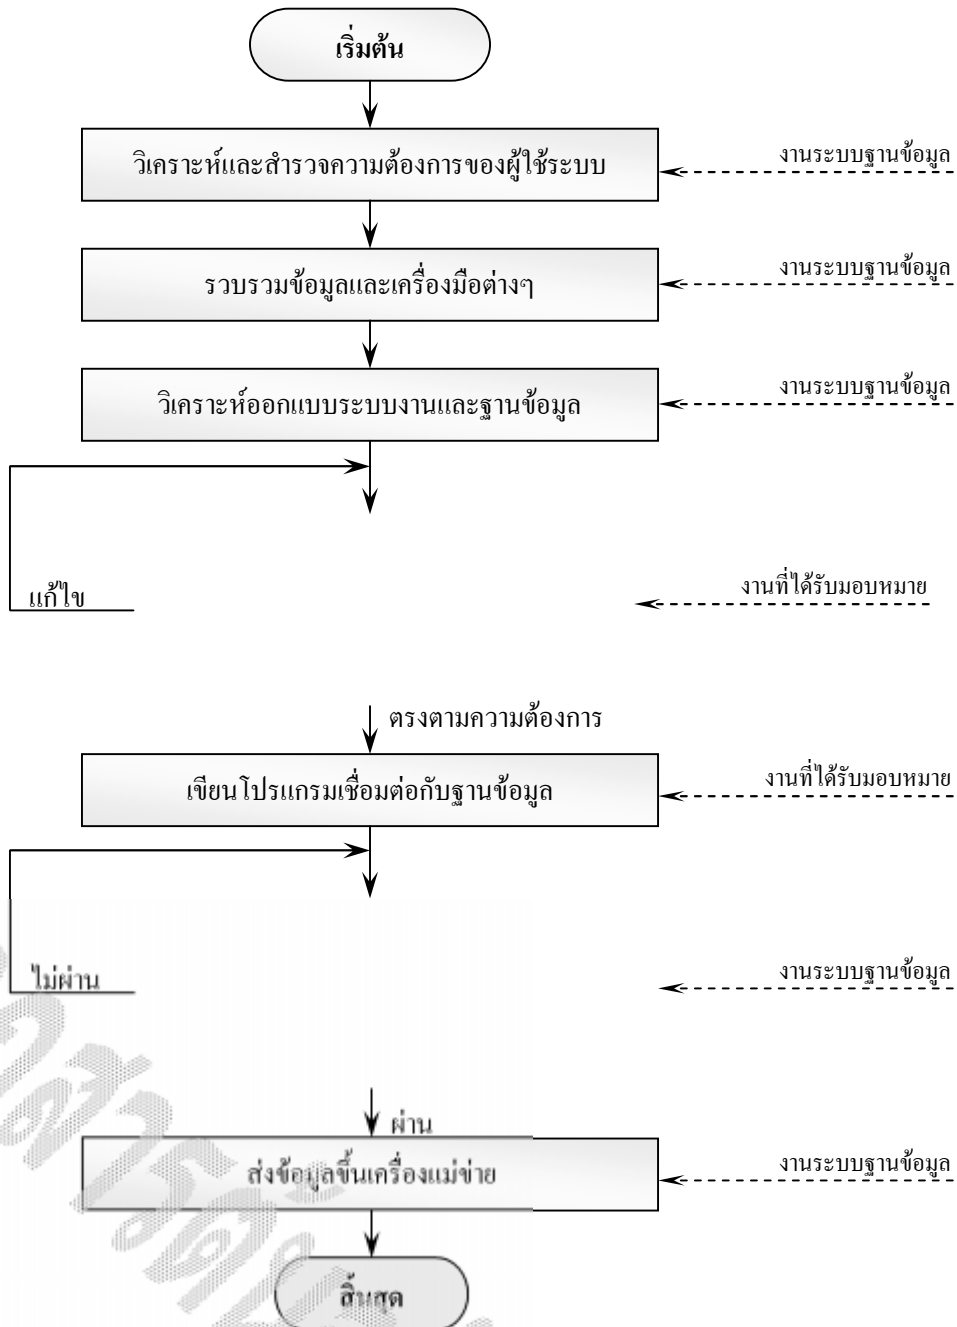 เริ่มต้น
วิเคราะห์และสำรวจความต้องการของผู้ใช้ระบบ
งานระบบฐานข้อมูล
รวบรวมข้อมูลและเครื่องมือต่างๆ
งานระบบฐานข้อมูล
วิเคราะห์ออกแบบระบบงานและฐานข้อมูล
งานระบบฐานข้อมูล
แก้ไข
งานที่ได้รับมอบหมาย
ตรงตามความต้องการ
เขียนโปรแกรมเชื่อมต่อกับฐานข้อมูล
งานที่ได้รับมอบหมาย
ไม่ผ่าน
งานระบบฐานข้อมูล
ผ่าน
ส่งข้อมูลขึ้นเครื่องแม่ข่าย
งานระบบฐานข้อมูล
สิ้นสุด